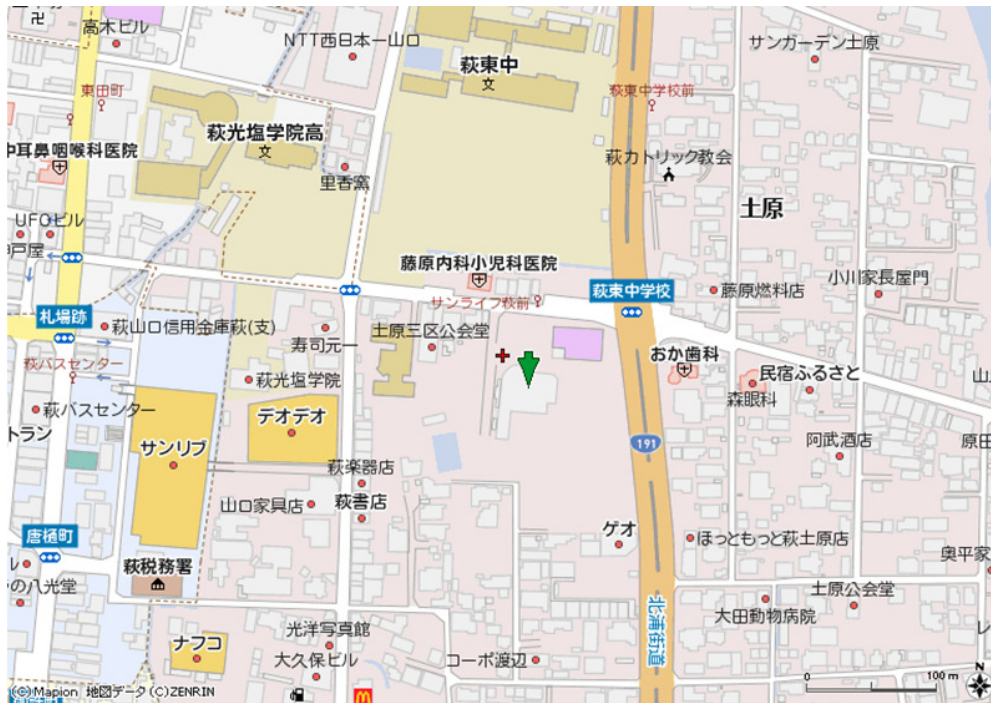 高木ビル
NTT西日本一山口
萩東中
サンガーデン土原
東田町
萩東中学校前
萩光塩学院高
中耳鼻咽喉科医院
里香窯
萩カトリック教会
土原
UFOビル
戸屋
藤原内科小児科医院
小川家長屋門
サンライフ萩前
萩東中学校
藤原燃料店
札場跡
萩山口信用金庫萩(支)
土原三区公会堂
寿司元一
おか歯科
萩バスセンター
萩光塩学院
民宿ふるさと
森眼科
萩バスセンター
デオデオ
トラン
サンリブ
191
阿武酒店
原田
萩楽器店
山口家具店
萩書店
唐樋町
ゲオ
ほっともっと萩土原店
萩税務署
奥平家
の八光堂
土原公会堂
北浦街道
大田動物病院
光洋写真館
ナフコ
大久保ビル
コーポ渡辺
0
100 m
N
(C)Mapion 地図データ(C)ZENRIN